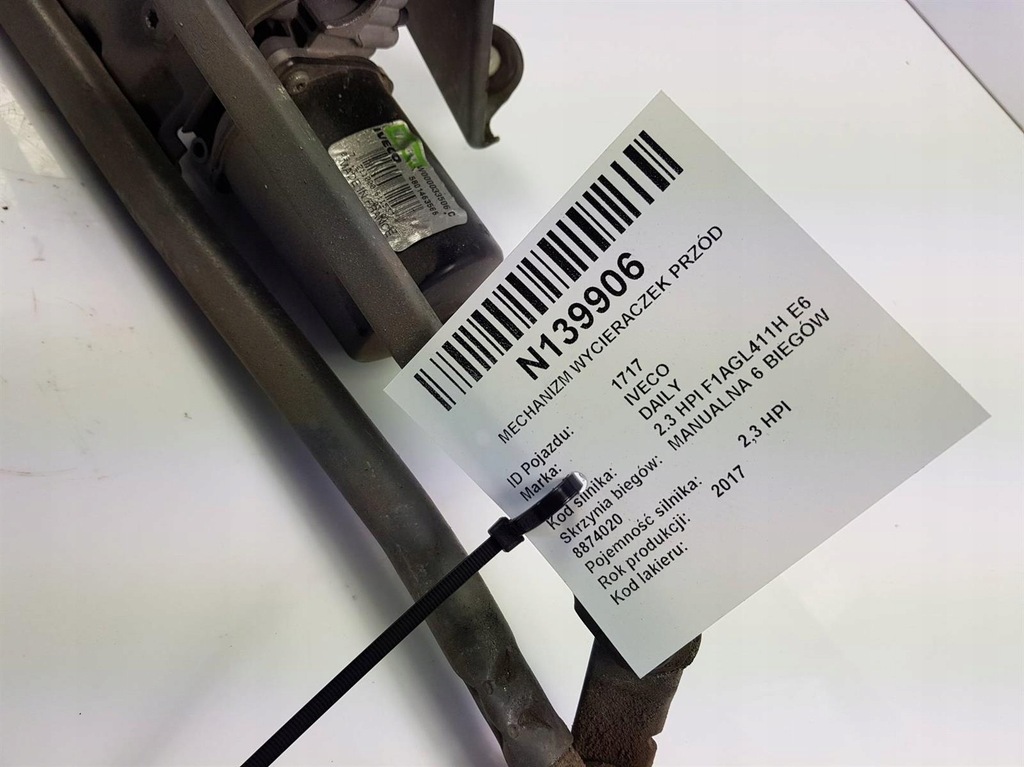 IVECO
5801463585
N139906
MECHANIZM WYCIERACZEK PRZÓD
ID Pojazdu: 1717
Marka: IVECO
DAILY
Kod silnika: 2.3 HPI F1AGL411H E6
Skrzynia biegów: MANUALNA 6 BIEGÓW
8874020
Pojemność silnika: 2,3 HPI
Rok produkcji: 2017
Kod lakieru: